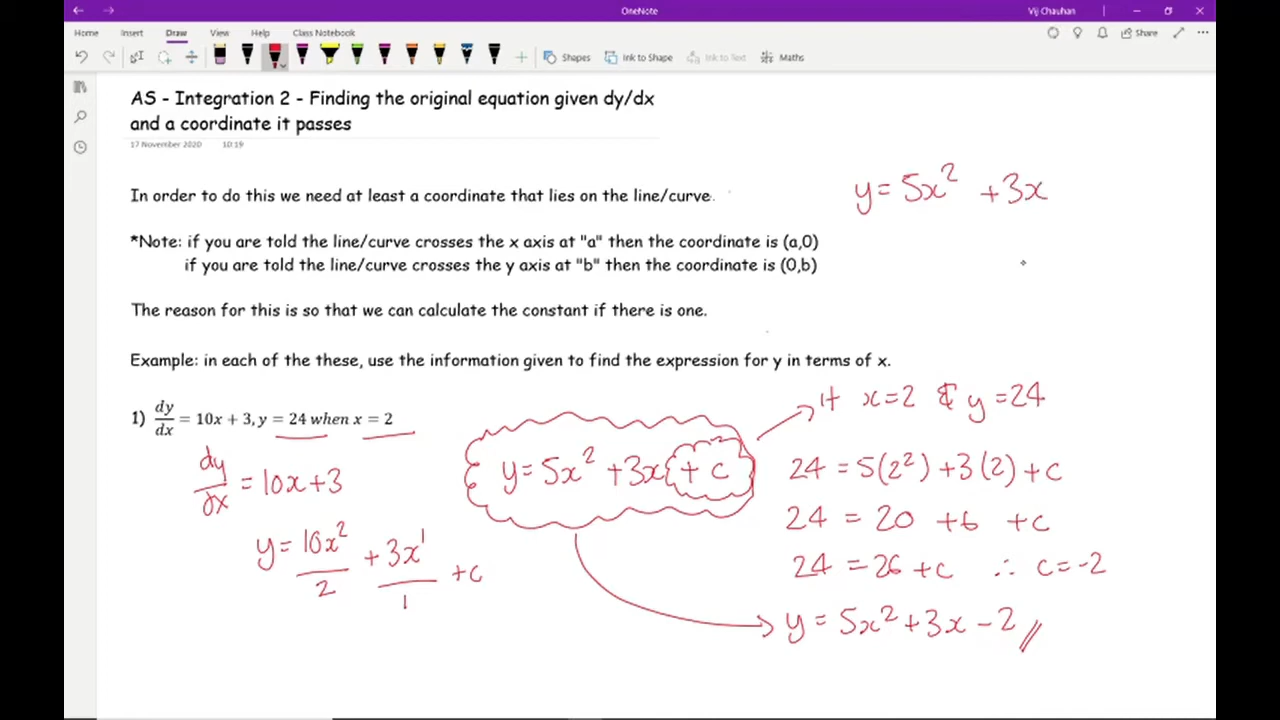 OneNote
Vij Chauhan
Home Insert Draw View Help Class Notebook
Share
Shapes Ink to Shape Ink to Text Maths
AS - Integration 2 - Finding the original equation given dy/dx
and a coordinate it passes
17 November 2020 10:19
y = 5x² + 3x
In order to do this we need at least a coordinate that lies on the line/curve.
*Note: if you are told the line/curve crosses the x axis at "a" then the coordinate is (a,0)
if you are told the line/curve crosses the y axis at "b" then the coordinate is (0,b)
The reason for this is so that we can calculate the constant if there is one.
Example: in each of the these, use the information given to find the expression for y in terms of x.
1) dy/dx = 10x + 3, y = 24 when x = 2
dy/dx = 10x + 3
y = 10x²/2 + 3x¹/1 + c
y = 5x² + 3x + c
If x = 2 & y = 24
24 = 5(2²) + 3(2) + c
24 = 20 + 6 + c
24 = 26 + c ∴ c = -2
y = 5x² + 3x - 2